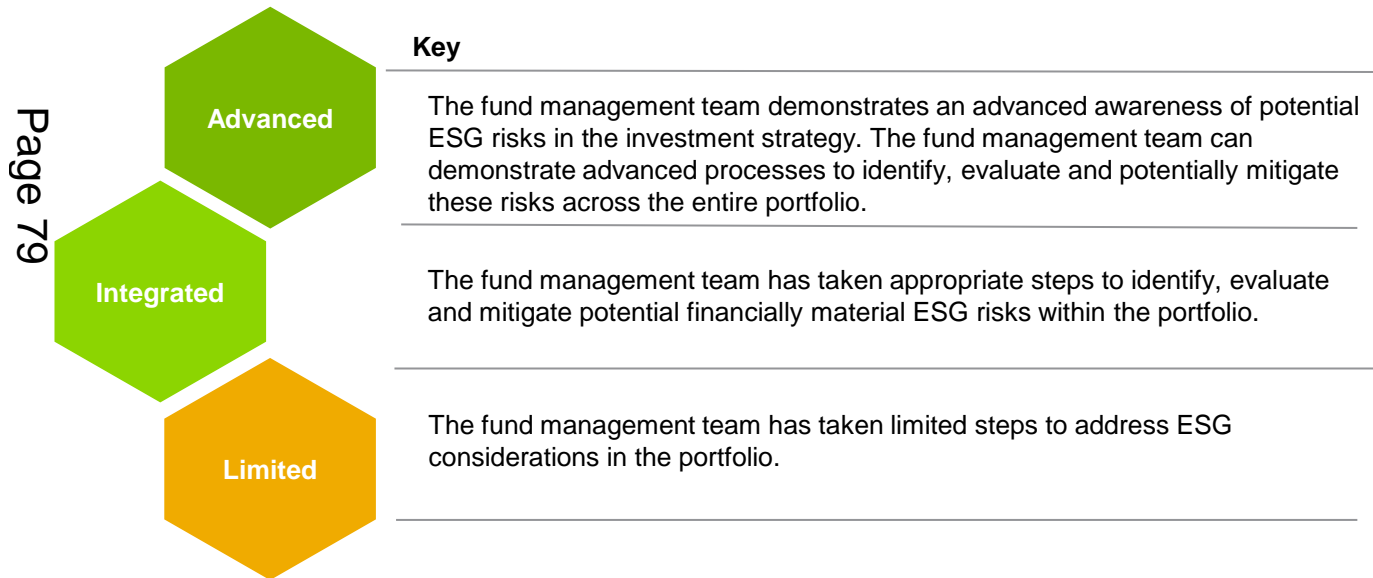 Key
Advanced
The fund management team demonstrates an advanced awareness of potential
ESG risks in the investment strategy. The fund management team can
demonstrate advanced processes to identify, evaluate and potentially mitigate
these risks across the entire portfolio.
Page 79
Integrated
The fund management team has taken appropriate steps to identify, evaluate
and mitigate potential financially material ESG risks within the portfolio.
Limited
The fund management team has taken limited steps to address ESG
considerations in the portfolio.